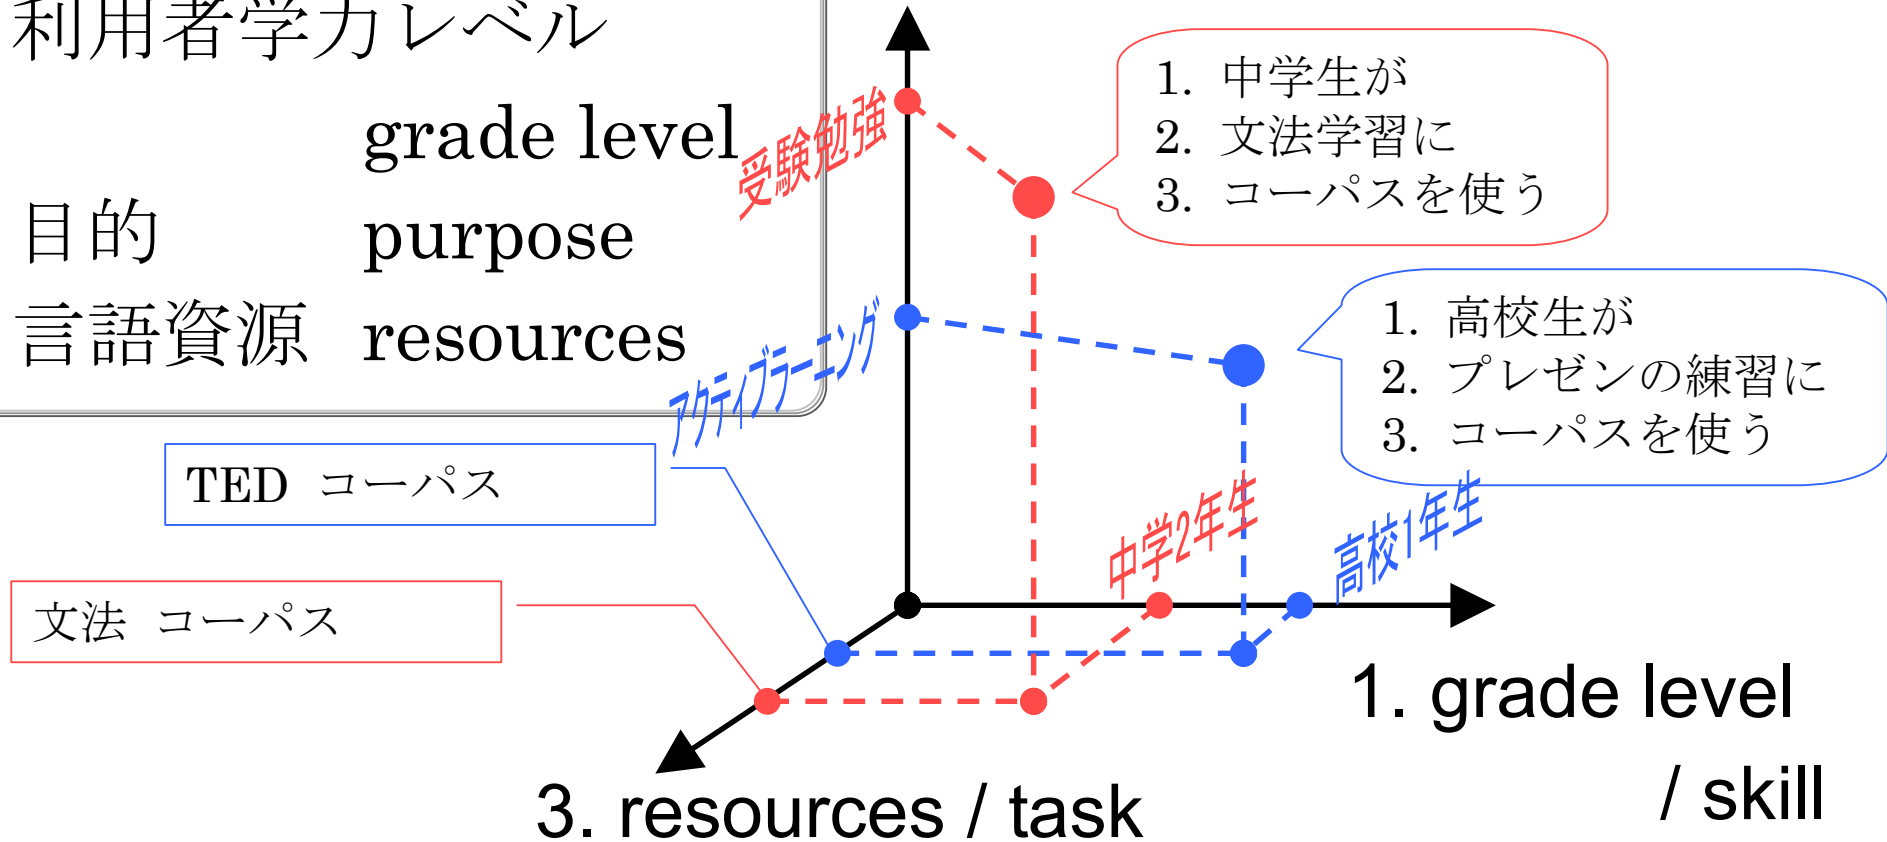 利用者学力レベル
grade level
目的 purpose
言語資源 resources
受験勉強
アクティブラーニング
1. 中学生が
2. 文法学習に
3. コーパスを使う
1. 高校生が
2. プレゼンの練習に
3. コーパスを使う
TED コーパス
文法 コーパス
中学2年生
高校1年生
1. grade level
/ skill
3. resources / task